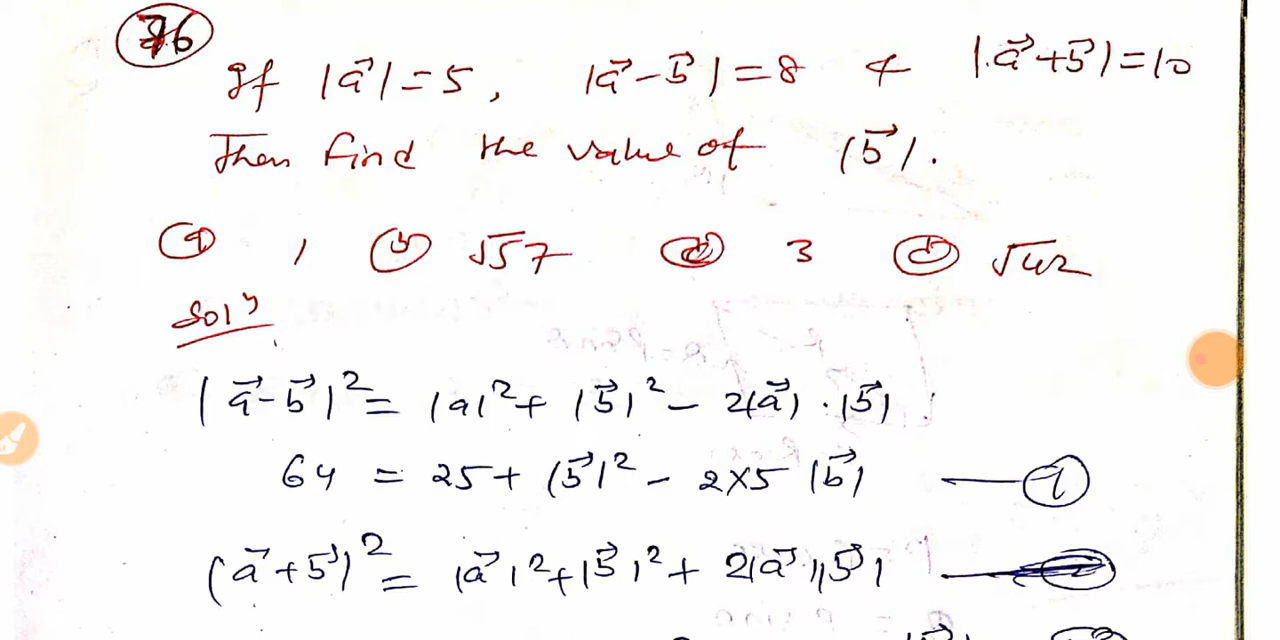 76
If |a⃗| = 5, |a⃗ - b⃗| = 8 & |a⃗ + b⃗| = 10
Then find the value of |b⃗|.
(a) 1 (b) √57 (c) 3 (d) √42
Solⁿ
|a⃗ - b⃗|² = |a|² + |b⃗|² - 2|a⃗| . |b⃗|
64 = 25 + |b⃗|² - 2×5 |b⃗| — (1)
(a⃗ + b⃗)² = |a⃗|² + |b⃗|² + 2|a⃗||b⃗|